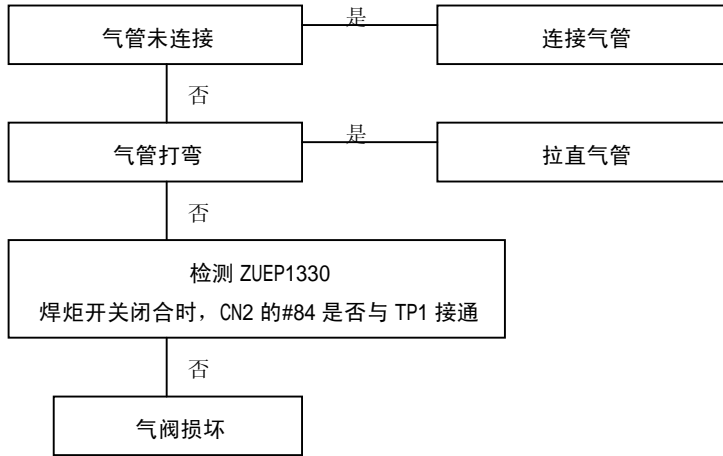 气管未连接
是
连接气管
否
气管打弯
是
拉直气管
否
检测 ZUEP1330
焊炬开关闭合时，CN2 的#84 是否与 TP1 接通
否
气阀损坏